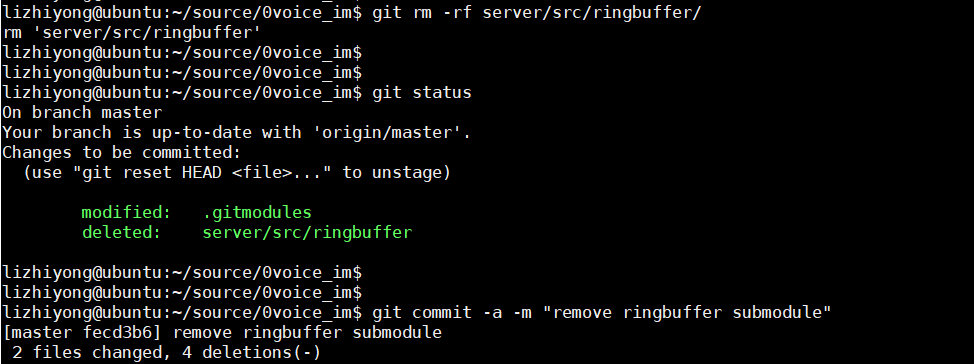 lizhiyong@ubuntu:~/source/0voice_im$ git rm -rf server/src/ringbuffer/
rm 'server/src/ringbuffer'
lizhiyong@ubuntu:~/source/0voice_im$
lizhiyong@ubuntu:~/source/0voice_im$
lizhiyong@ubuntu:~/source/0voice_im$ git status
On branch master
Your branch is up-to-date with 'origin/master'.
Changes to be committed:
  (use "git reset HEAD <file>..." to unstage)
        modified:   .gitmodules
        deleted:    server/src/ringbuffer
lizhiyong@ubuntu:~/source/0voice_im$
lizhiyong@ubuntu:~/source/0voice_im$
lizhiyong@ubuntu:~/source/0voice_im$ git commit -a -m "remove ringbuffer submodule"
[master fecd3b6] remove ringbuffer submodule
 2 files changed, 4 deletions(-)